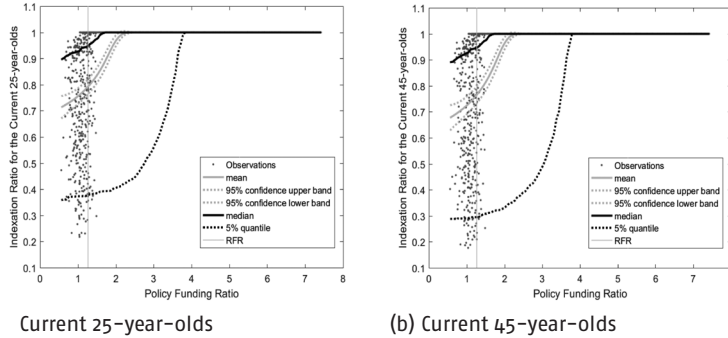 1.1
1
0.9
0.8
0.7
0.6
0.5
0.4
0.3
0.2
0.1
Indexation Ratio for the Current 25-year-olds
Observations
mean
95% confidence upper band
95% confidence lower band
median
5% quantile
RFR
0 1 2 3 4 5 6 7 8
Policy Funding Ratio
Current 25-year-olds
1.1
1
0.9
0.8
0.7
0.6
0.5
0.4
0.3
0.2
0.1
Indexation Ratio for the Current 45-year-olds
Observations
mean
95% confidence upper band
95% confidence lower band
median
5% quantile
RFR
0 1 2 3 4 5 6 7
Policy Funding Ratio
(b) Current 45-year-olds